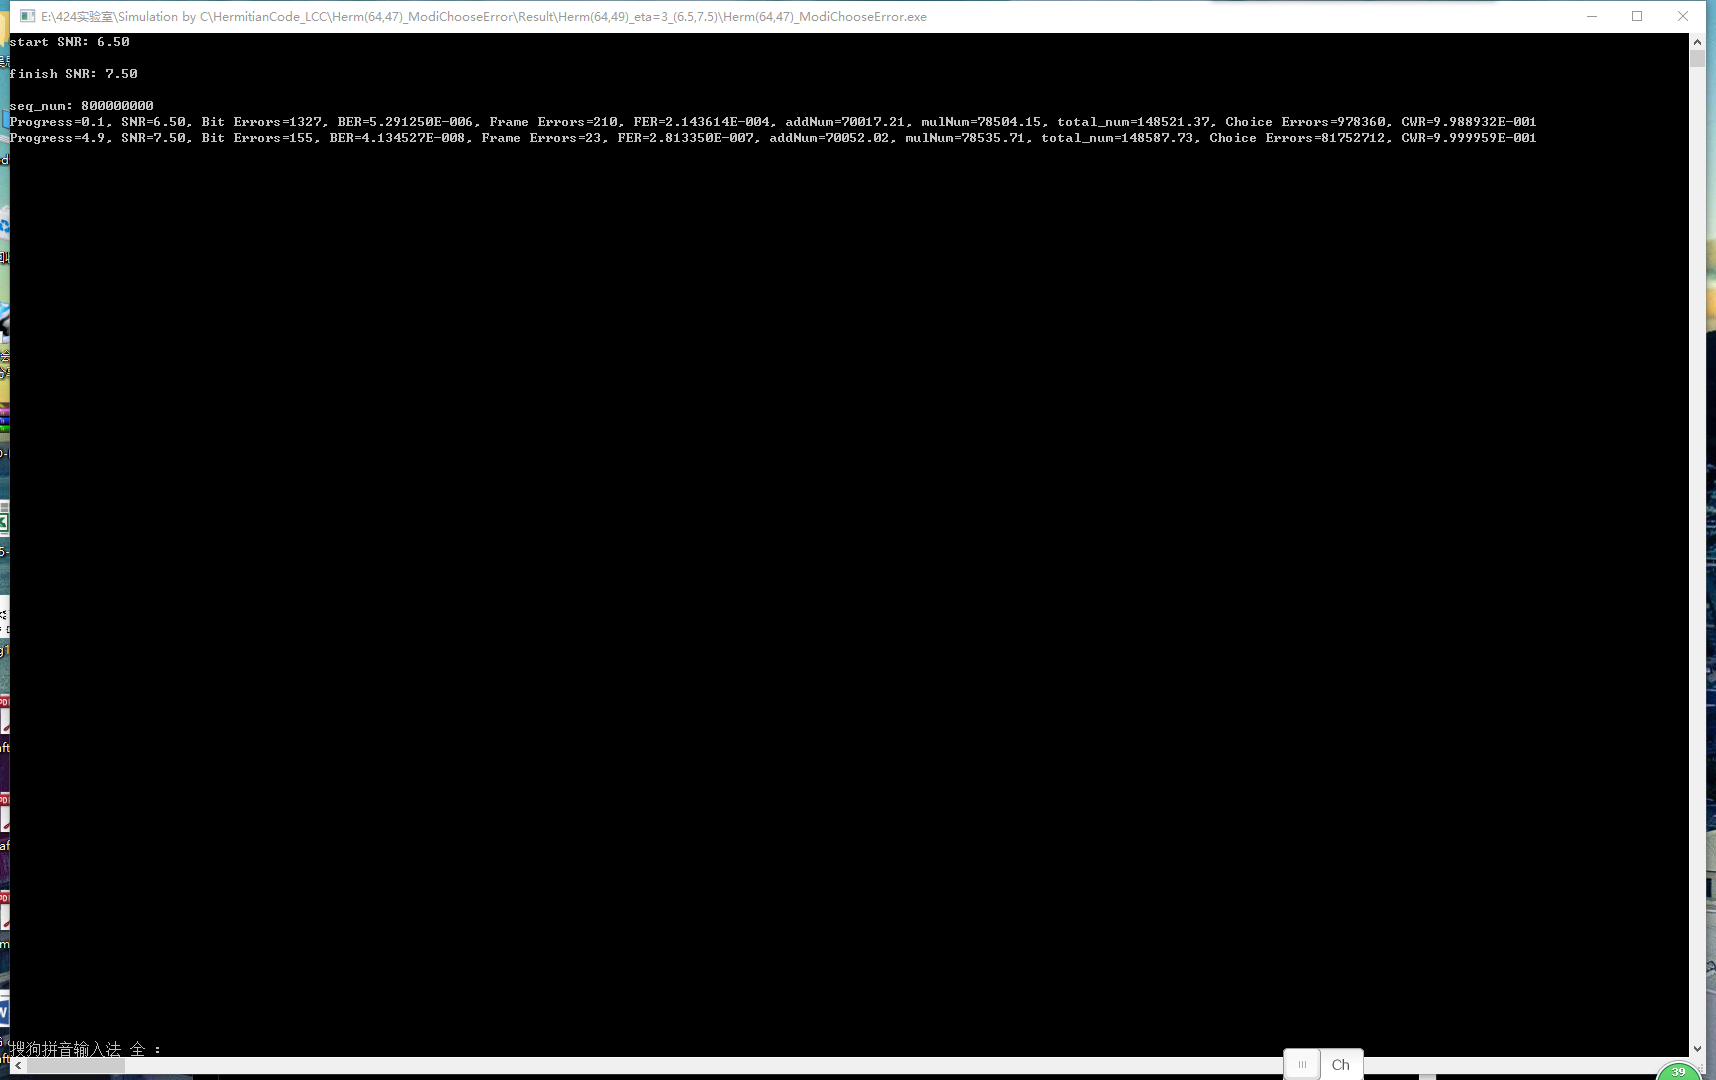 E:\424实验室\Simulation by C\HermitianCode_LCC\Herm(64,47)_ModiChooseError\Result\Herm(64,49)_eta=3_(6.5,7.5)\Herm(64,47)_ModiChooseError.exe
start SNR: 6.50
finish SNR: 7.50
seq_num: 800000000
Progress=0.1, SNR=6.50, Bit Errors=1327, BER=5.291250E-006, Frame Errors=210, FER=2.143614E-004, addNum=70017.21, mulNum=78504.15, total_num=148521.37, Choice Errors=978360, CWR=9.988932E-001
Progress=4.9, SNR=7.50, Bit Errors=155, BER=4.134527E-008, Frame Errors=23, FER=2.813350E-007, addNum=70052.02, mulNum=78535.71, total_num=148587.73, Choice Errors=81752712, CWR=9.999959E-001
搜狗拼音输入法 全 :
Ch
39